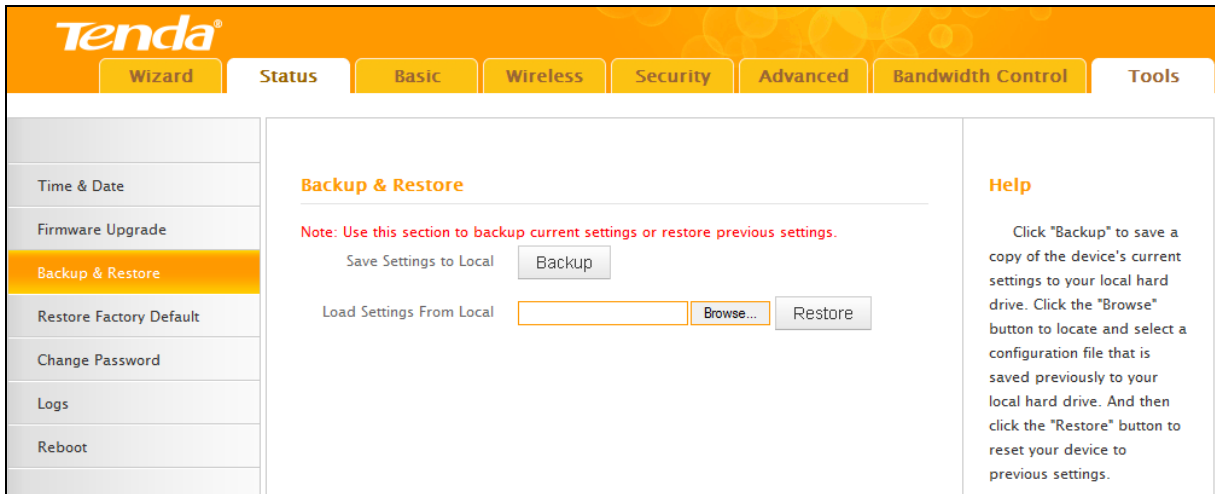 Tenda®
Wizard Status Basic Wireless Security Advanced Bandwidth Control Tools
Time & Date
Firmware Upgrade
Backup & Restore
Restore Factory Default
Change Password
Logs
Reboot
Backup & Restore
Note: Use this section to backup current settings or restore previous settings.
Save Settings to Local Backup
Load Settings From Local Browse... Restore
Help
Click "Backup" to save a
copy of the device's current
settings to your local hard
drive. Click the "Browse"
button to locate and select a
configuration file that is
saved previously to your
local hard drive. And then
click the "Restore" button to
reset your device to
previous settings.